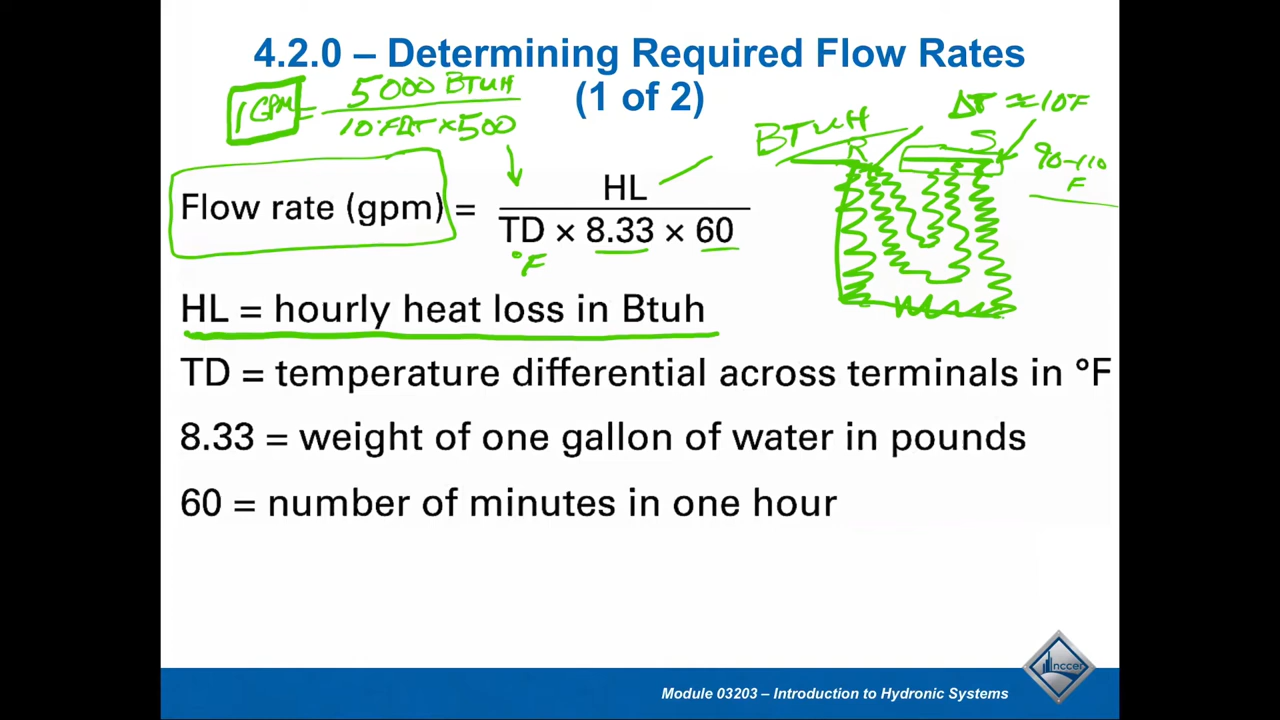 4.2.0 – Determining Required Flow Rates
(1 of 2)
1 GPM = 5000 BTUH
10°FΔT × 500
BTUH
ΔT ≈ 10°F
R
S
90-110
F
Flow rate (gpm) = HL
TD × 8.33 × 60
°F
HL = hourly heat loss in Btuh
TD = temperature differential across terminals in °F
8.33 = weight of one gallon of water in pounds
60 = number of minutes in one hour
nccer
Module 03203 – Introduction to Hydronic Systems